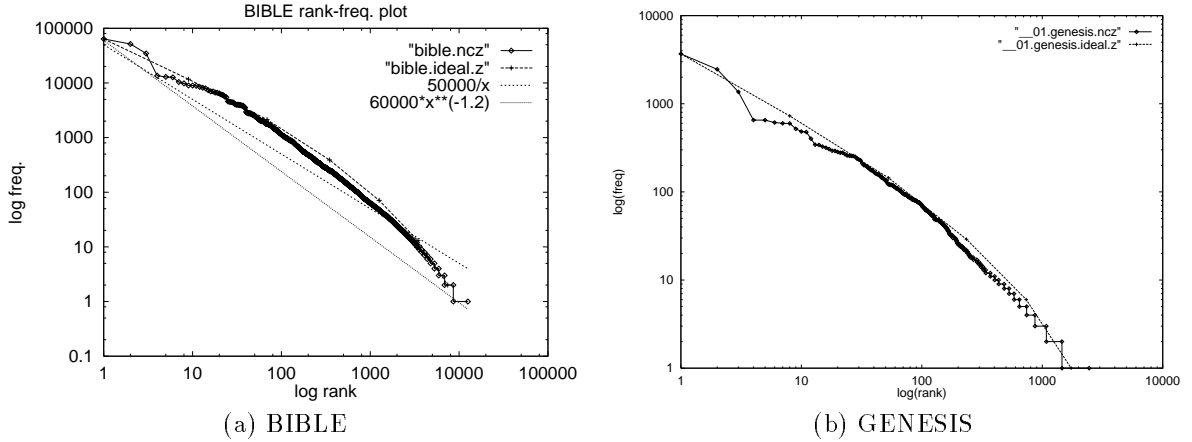 BIBLE rank-freq. plot
100000
10000
1000
100
10
1
0.1
log freq.
"bible.ncz"
"bible.ideal.z"
50000/x
60000*x**(-1.2)
1 10 100 1000 10000 100000
log rank
(a) BIBLE
10000
1000
100
10
1
log(freq)
"__01.genesis.ncz"
"__01.genesis.ideal.z"
1 10 100 1000 10000
log(rank)
(b) GENESIS